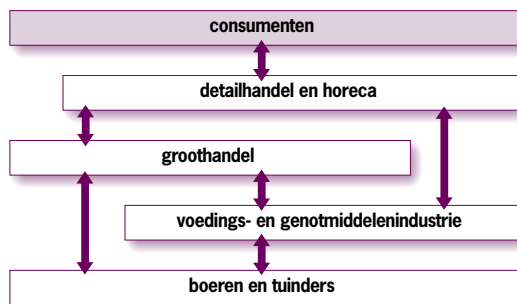 consumenten
detailhandel en horeca
groothandel
voedings- en genotmiddelenindustrie
boeren en tuinders